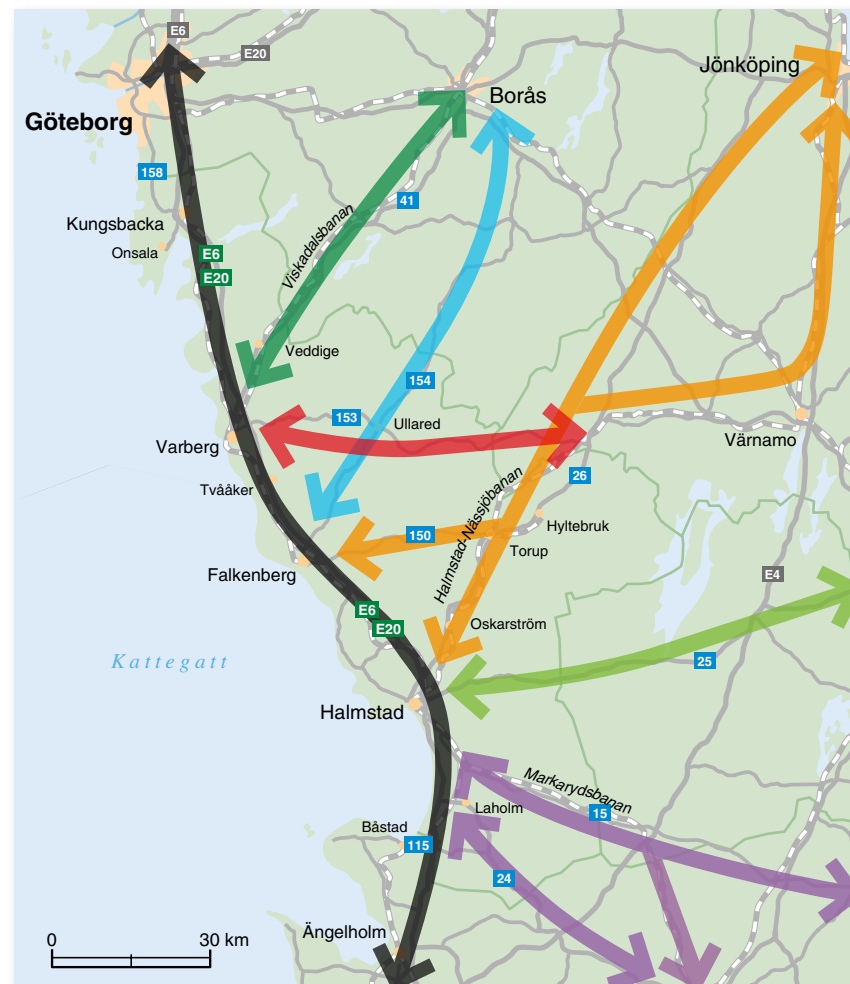 E6
E20
Jönköping
Borås
Göteborg
158
41
Kungsbacka
Onsala
E6
E20
Viskadalsbanan
Veddige
154
153
Ullared
Varberg
Värnamo
26
Tvååker
Halmstad-Nässjöbanan
Hyltebruk
150
Torup
Falkenberg
E4
E6
E20
Oskarström
Kattegatt
25
Halmstad
Markarydsbanan
Laholm
15
Båstad
115
24
Ängelholm
0 30 km